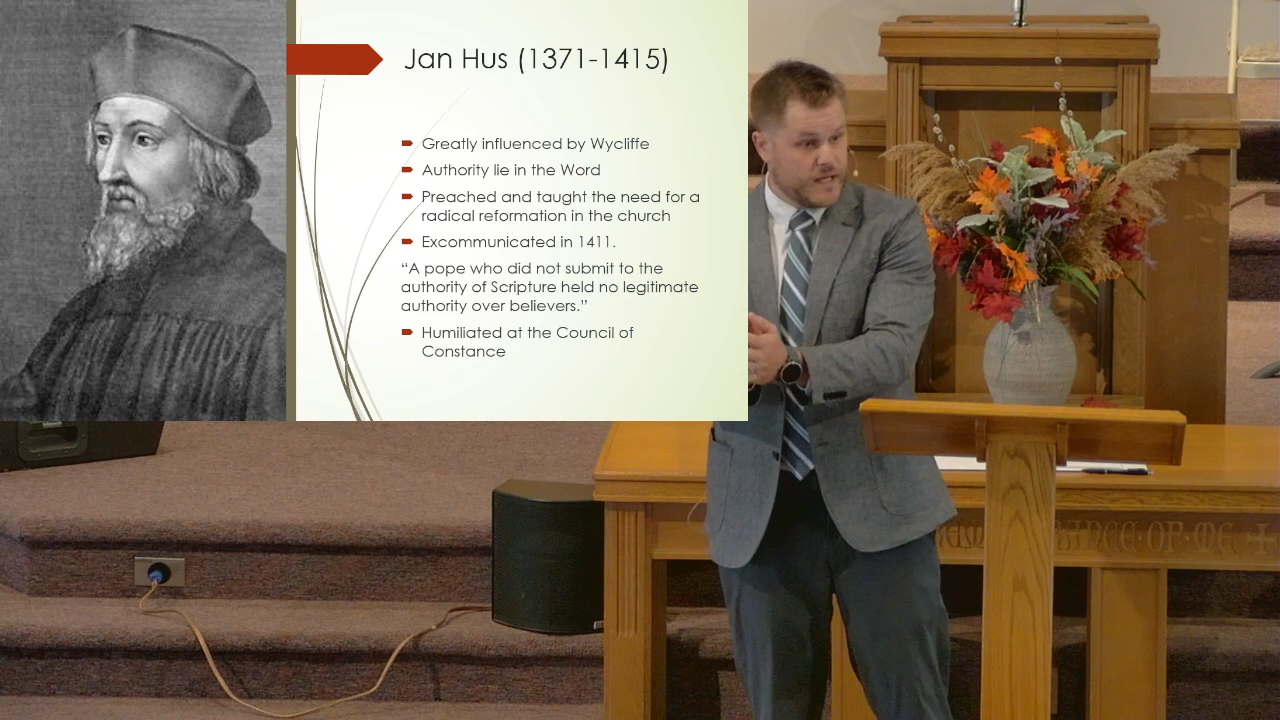 Jan Hus (1371-1415)
Greatly influenced by Wycliffe
Authority lie in the Word
Preached and taught the need for a
radical reformation in the church
Excommunicated in 1411.
“A pope who did not submit to the
authority of Scripture held no legitimate
authority over believers.”
Humiliated at the Council of
Constance
OF·ME